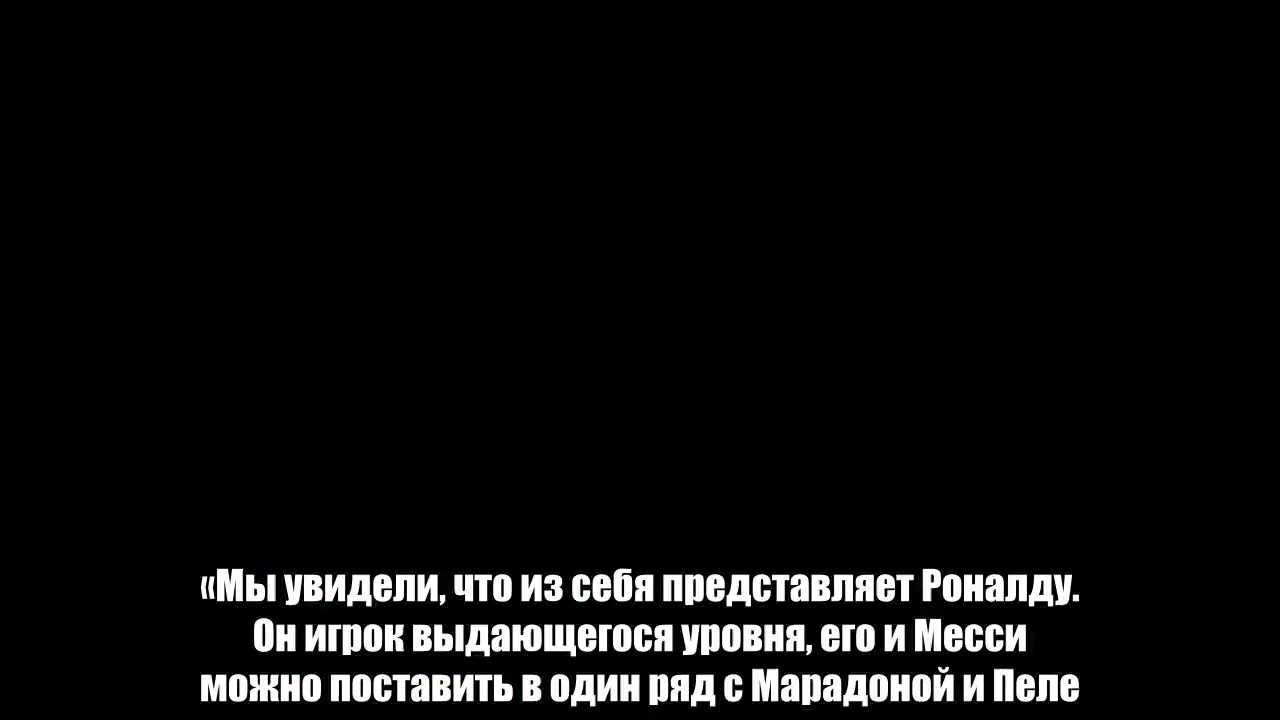 «Мы увидели, что из себя представляет Роналду.
Он игрок выдающегося уровня, его и Месси
можно поставить в один ряд с Марадоной и Пеле